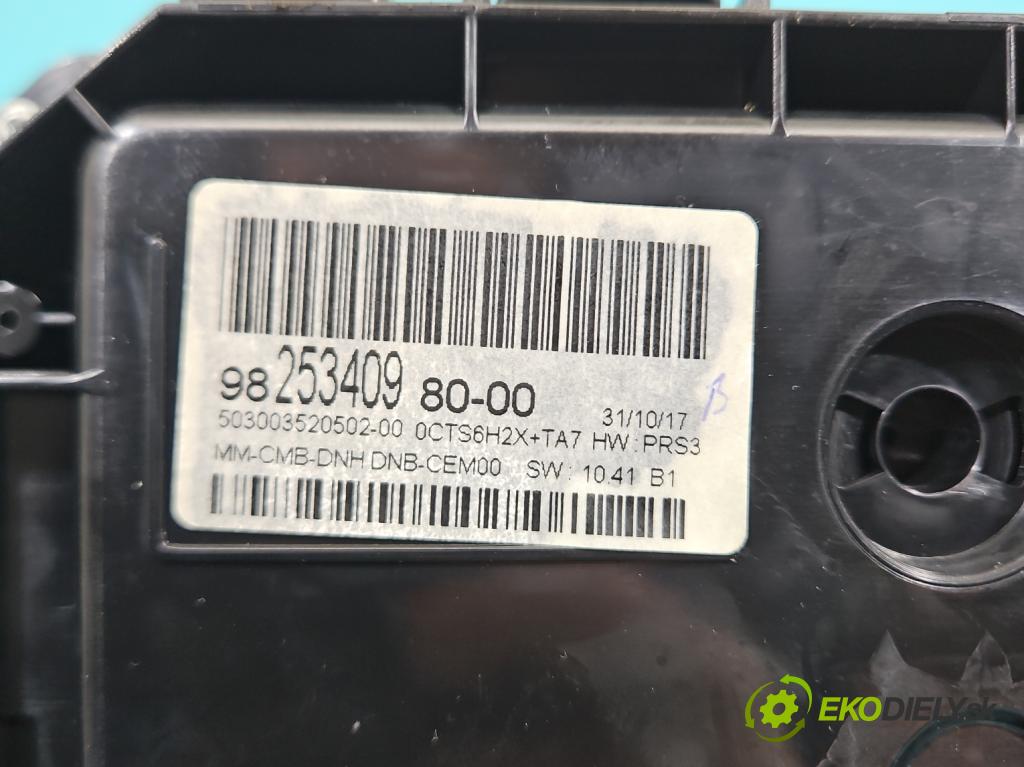 98 253409 80-00 31/10/17 B
503003520502-00 0CTS6H2X+TA7 HW:PRS3
MM-CMB-DNH DNB-CEM00 SW: 10.41 B1
EKODIELY.sk